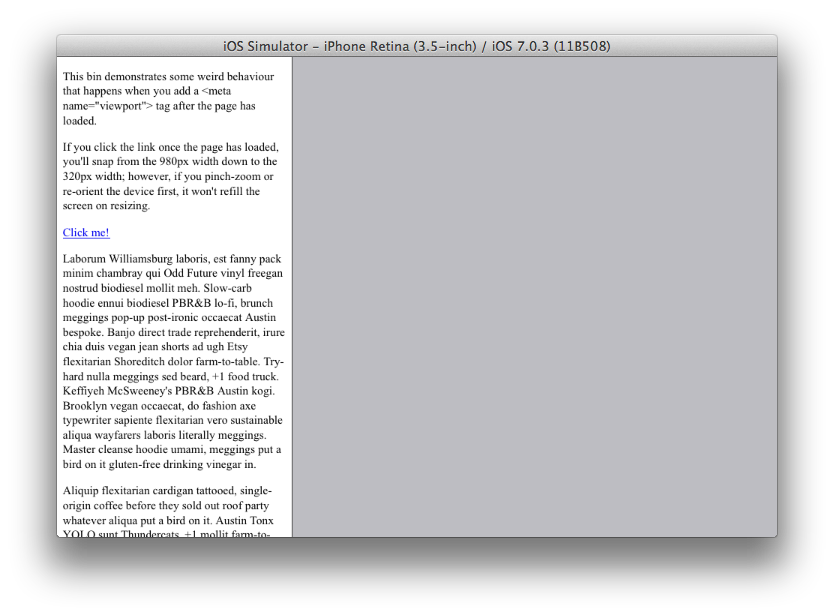 iOS Simulator – iPhone Retina (3.5-inch) / iOS 7.0.3 (11B508)
This bin demonstrates some weird behaviour
that happens when you add a <meta
name="viewport"> tag after the page has
loaded.
If you click the link once the page has loaded,
you'll snap from the 980px width down to the
320px width; however, if you pinch-zoom or
re-orient the device first, it won't refill the
screen on resizing.
Click me!
Laborum Williamsburg laboris, est fanny pack
minim chambray qui Odd Future vinyl freegan
nostrud biodiesel mollit meh. Slow-carb
hoodie ennui biodiesel PBR&B lo-fi, brunch
meggings pop-up post-ironic occaecat Austin
bespoke. Banjo direct trade reprehenderit, irure
chia duis vegan jean shorts ad ugh Etsy
flexitarian Shoreditch dolor farm-to-table. Try-
hard nulla meggings sed beard, +1 food truck.
Keffiyeh McSweeney's PBR&B Austin kogi.
Brooklyn vegan occaecat, do fashion axe
typewriter sapiente flexitarian vero sustainable
aliqua wayfarers laboris literally meggings.
Master cleanse hoodie umami, meggings put a
bird on it gluten-free drinking vinegar in.
Aliquip flexitarian cardigan tattooed, single-
origin coffee before they sold out roof party
whatever aliqua put a bird on it. Austin Tonx
YOLO sunt Thundercats, +1 mollit farm-to-